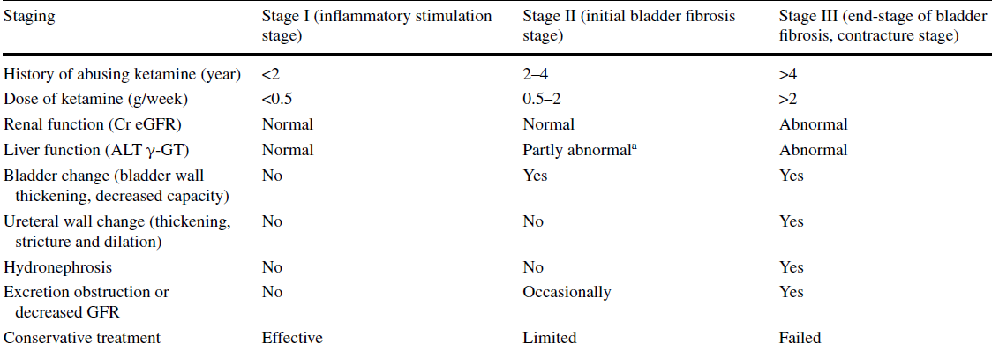 Staging Stage I (inflammatory stimulation stage) Stage II (initial bladder fibrosis stage) Stage III (end-stage of bladder fibrosis, contracture stage)
History of abusing ketamine (year) <2 2–4 >4
Dose of ketamine (g/week) <0.5 0.5–2 >2
Renal function (Cr eGFR) Normal Normal Abnormal
Liver function (ALT γ-GT) Normal Partly abnormalᵃ Abnormal
Bladder change (bladder wall thickening, decreased capacity) No Yes Yes
Ureteral wall change (thickening, stricture and dilation) No No Yes
Hydronephrosis No No Yes
Excretion obstruction or decreased GFR No Occasionally Yes
Conservative treatment Effective Limited Failed